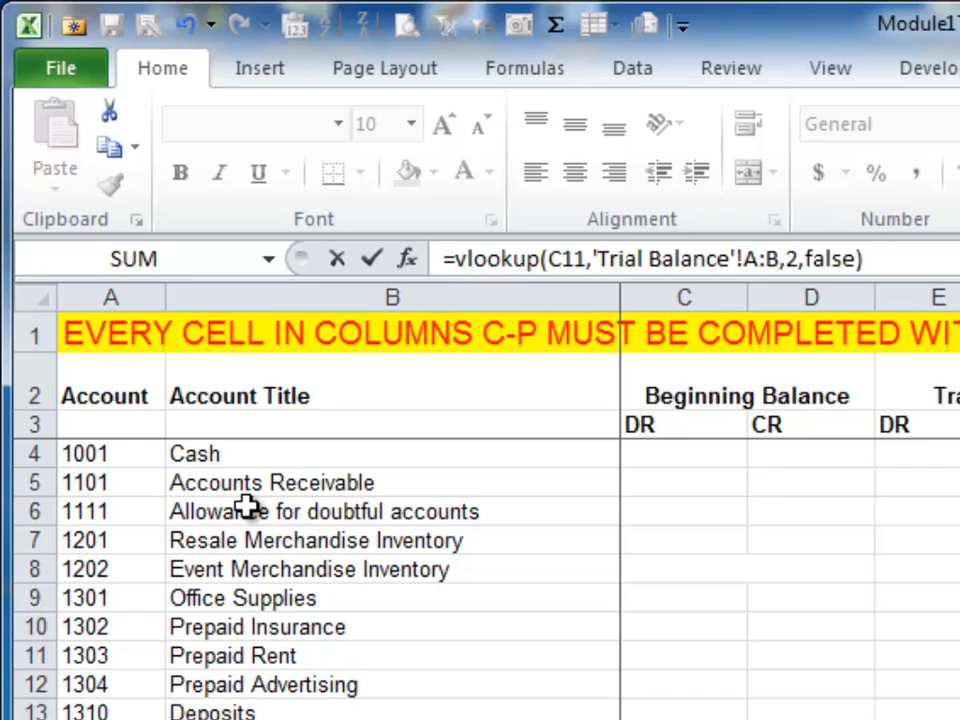 Module17
File Home Insert Page Layout Formulas Data Review View Develo
Paste 10 General
B I U A $ % ,
Clipboard Font Alignment Number
SUM fx =vlookup(C11,'Trial Balance'!A:B,2,false)
A B C D E
1 EVERY CELL IN COLUMNS C-P MUST BE COMPLETED WIT
2 Account Account Title Beginning Balance Tra
3 DR CR DR
4 1001 Cash
5 1101 Accounts Receivable
6 1111 Allowance for doubtful accounts
7 1201 Resale Merchandise Inventory
8 1202 Event Merchandise Inventory
9 1301 Office Supplies
10 1302 Prepaid Insurance
11 1303 Prepaid Rent
12 1304 Prepaid Advertising
13 1310 Deposits